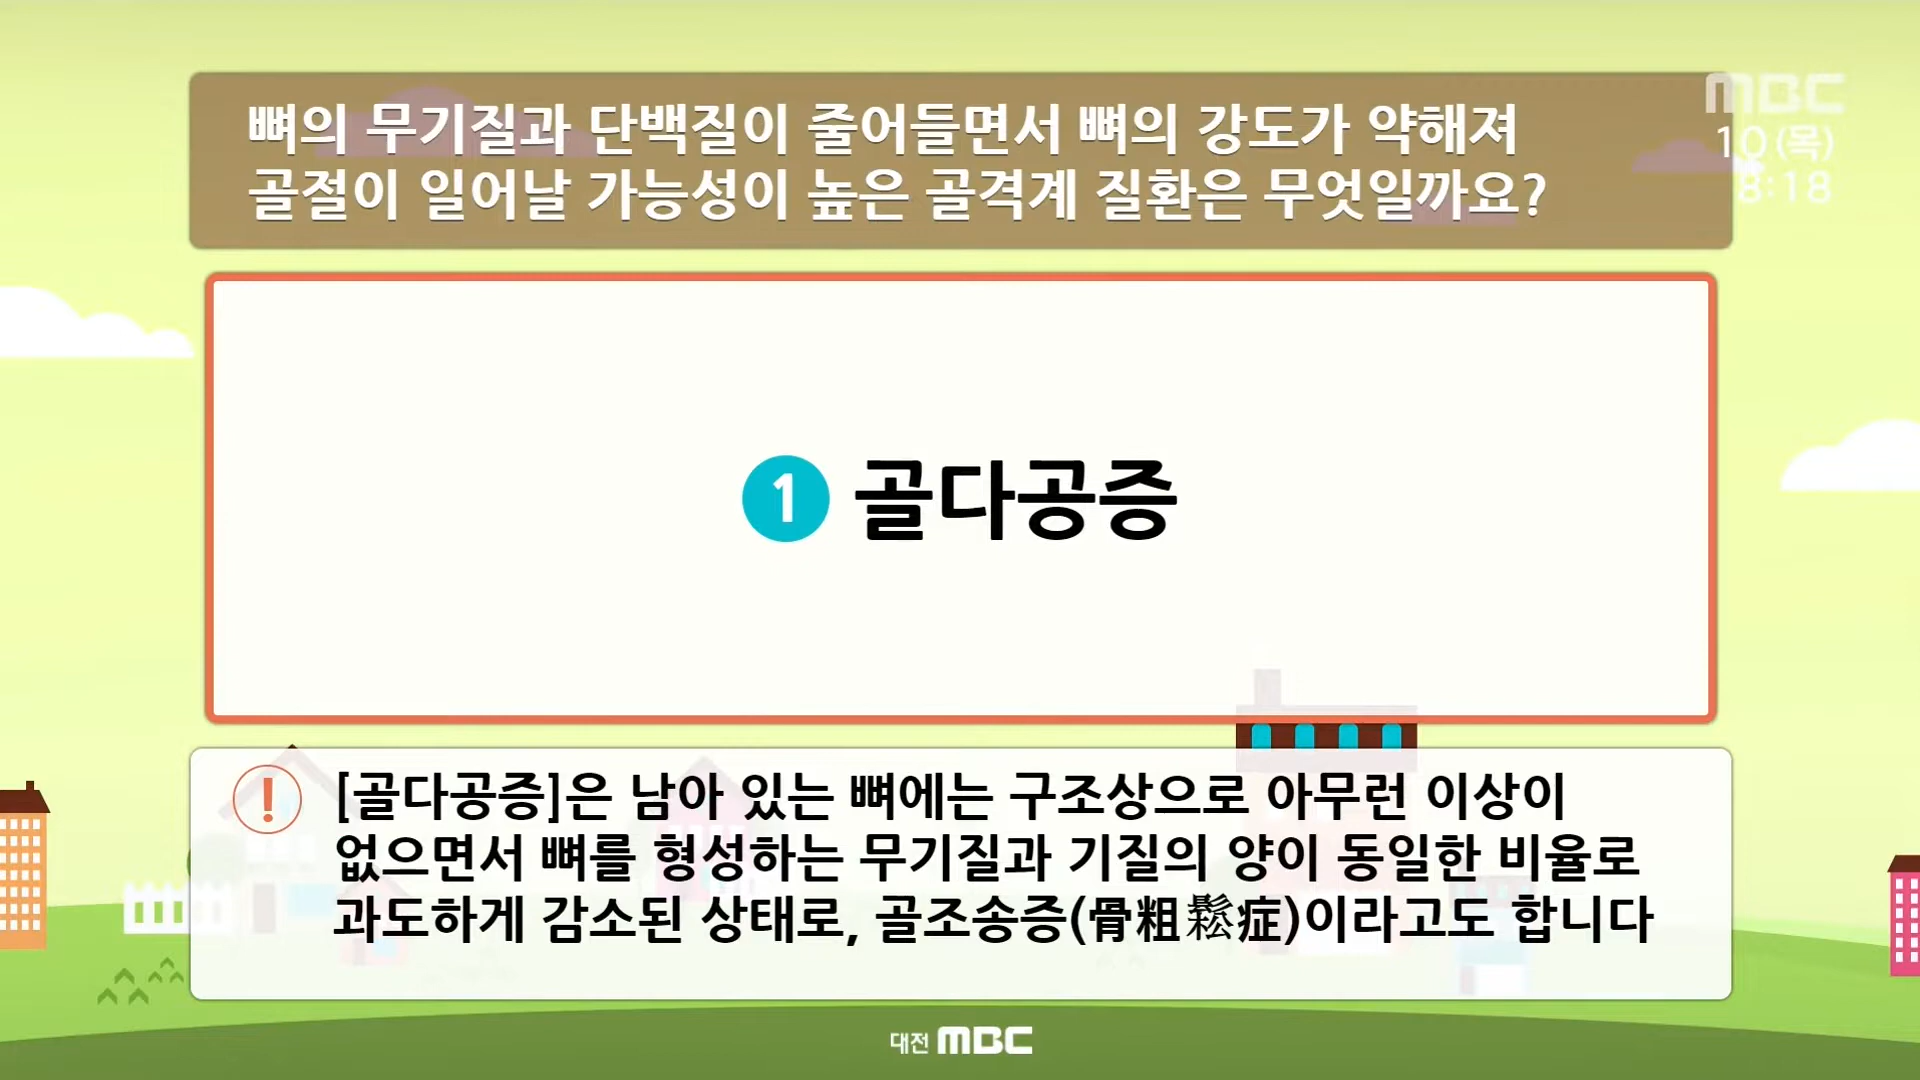 뼈의 무기질과 단백질이 줄어들면서 뼈의 강도가 약해져
골절이 일어날 가능성이 높은 골격계 질환은 무엇일까요?
MBC
10(목)
8:18
1 골다공증
! [골다공증]은 남아 있는 뼈에는 구조상으로 아무런 이상이
없으면서 뼈를 형성하는 무기질과 기질의 양이 동일한 비율로
과도하게 감소된 상태로, 골조송증(骨粗鬆症)이라고도 합니다
대전 MBC